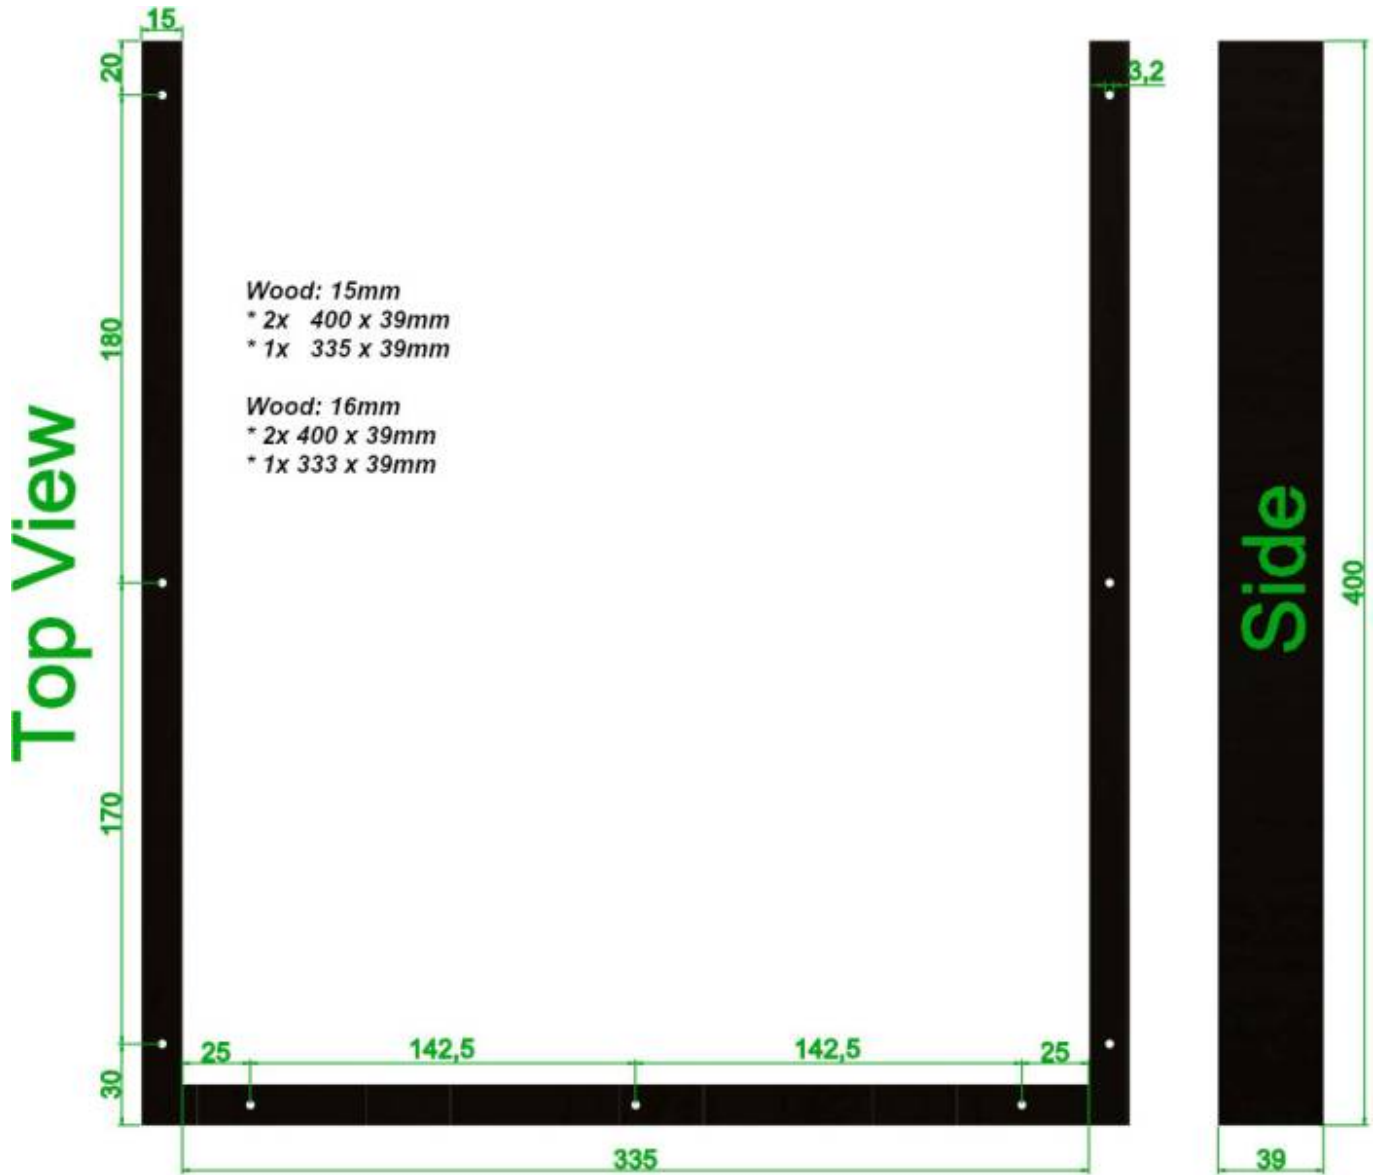 15
20
3,2
Wood: 15mm
* 2x 400 x 39mm
* 1x 335 x 39mm
180
Wood: 16mm
* 2x 400 x 39mm
* 1x 333 x 39mm
Top View
Side
400
170
25 142,5 142,5 25
30
335
39